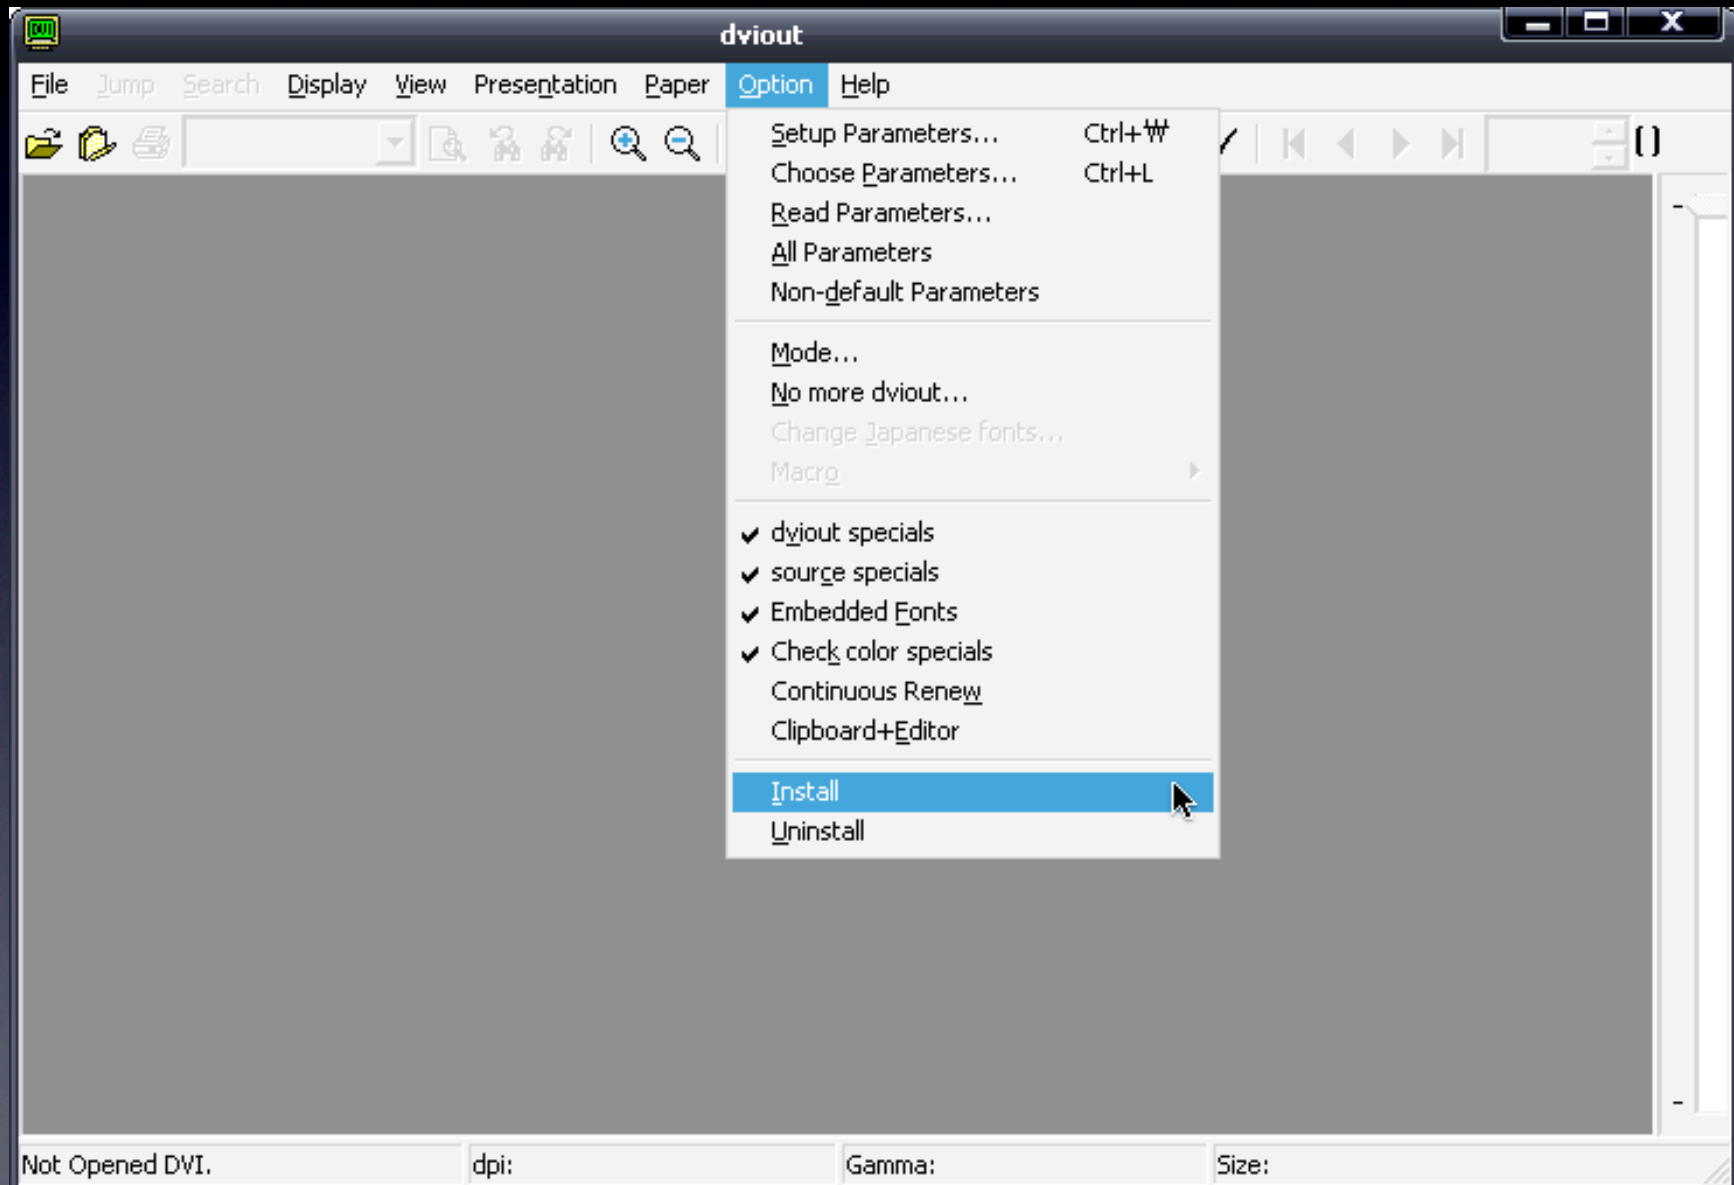 dviout
File Jump Search Display View Presentation Paper Option Help
Setup Parameters... Ctrl+₩
Choose Parameters... Ctrl+L
Read Parameters...
All Parameters
Non-default Parameters
Mode...
No more dviout...
Change Japanese fonts...
Macro
dviout specials
source specials
Embedded Fonts
Check color specials
Continuous Renew
Clipboard+Editor
Install
Uninstall
Not Opened DVI. dpi: Gamma: Size: